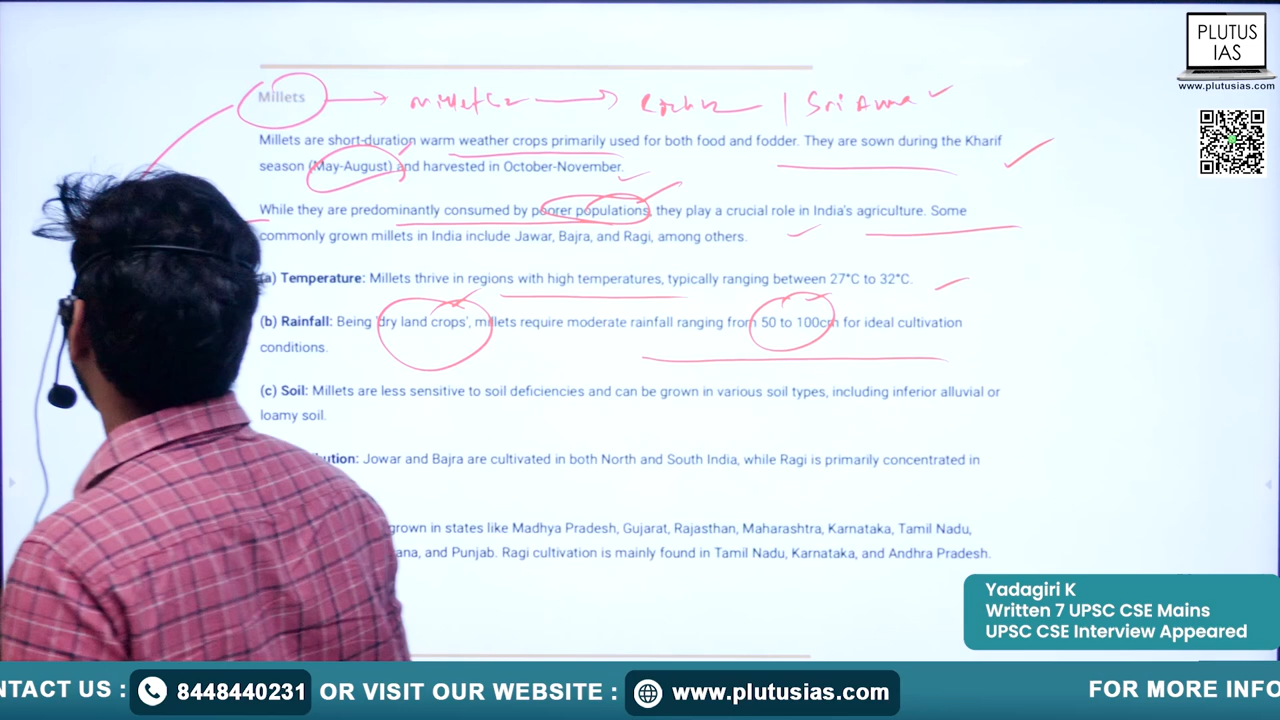 PLUTUS
IAS
www.plutusias.com
Millets
Sri Anna
Millets are short-duration warm weather crops primarily used for both food and fodder. They are sown during the Kharif
season (May-August) and harvested in October-November.
While they are predominantly consumed by poorer populations, they play a crucial role in India's agriculture. Some
commonly grown millets in India include Jawar, Bajra, and Ragi, among others.
(a) Temperature: Millets thrive in regions with high temperatures, typically ranging between 27°C to 32°C.
(b) Rainfall: Being 'dry land crops', millets require moderate rainfall ranging from 50 to 100cm for ideal cultivation
conditions.
(c) Soil: Millets are less sensitive to soil deficiencies and can be grown in various soil types, including inferior alluvial or
loamy soil.
Jowar and Bajra are cultivated in both North and South India, while Ragi is primarily concentrated in
grown in states like Madhya Pradesh, Gujarat, Rajasthan, Maharashtra, Karnataka, Tamil Nadu,
and Punjab. Ragi cultivation is mainly found in Tamil Nadu, Karnataka, and Andhra Pradesh.
Yadagiri K
Written 7 UPSC CSE Mains
UPSC CSE Interview Appeared
NTACT US : 8448440231 OR VISIT OUR WEBSITE : www.plutusias.com FOR MORE INFO